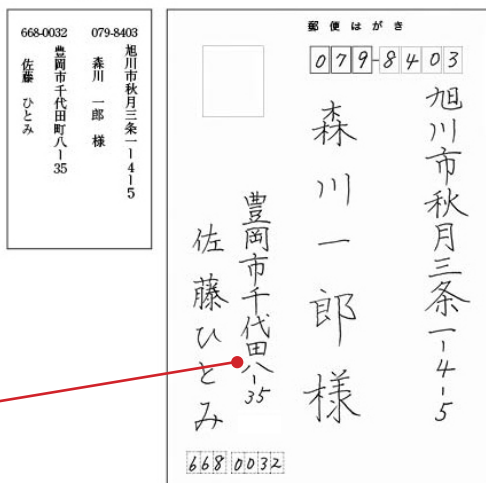 079-8403
旭川市秋月三条一ー4ー5
森川 一郎 様
668-0032
豊岡市千代田町八ー35
佐藤 ひとみ
郵便はがき
079-8403
旭川市秋月三条一ー4ー5
森川一郎様
豊岡市千代田八ー35
佐藤ひとみ
668 0032